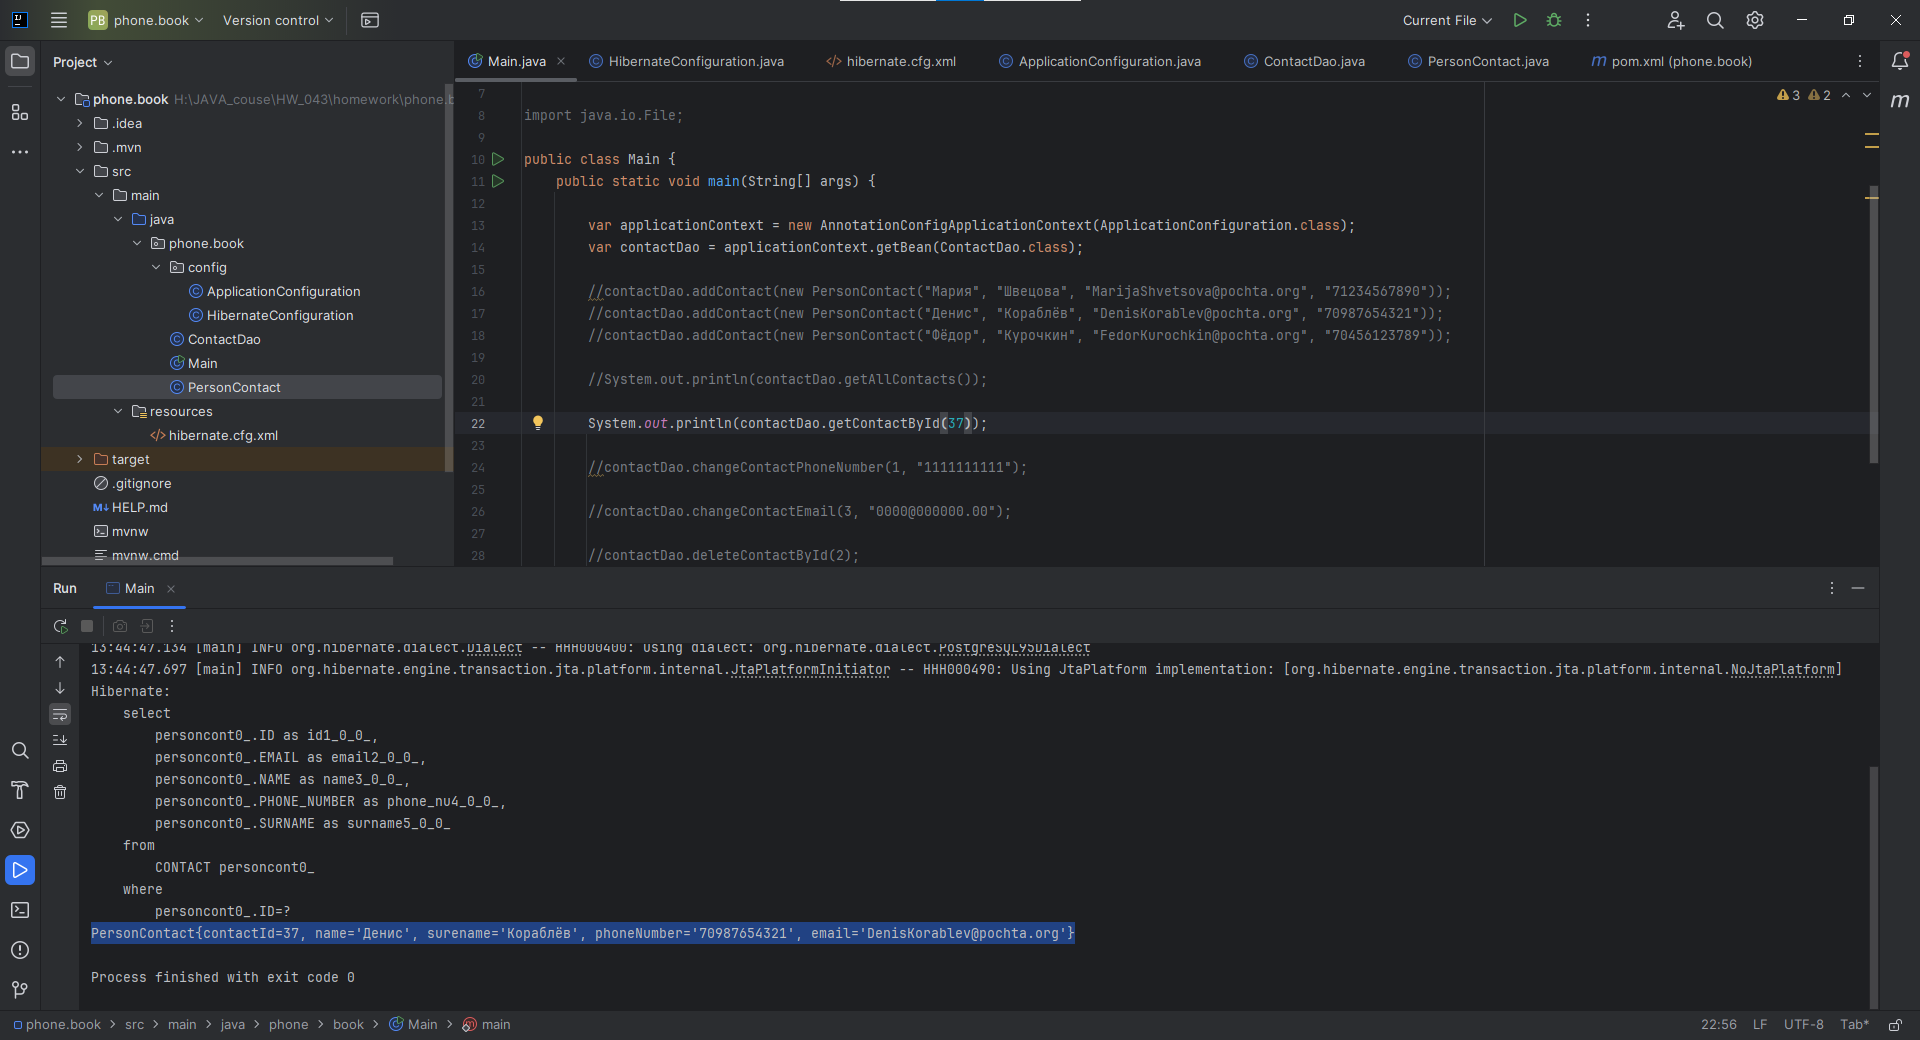 PB phone.book Version control Current File
Project
Main.java HibernateConfiguration.java hibernate.cfg.xml ApplicationConfiguration.java ContactDao.java PersonContact.java m pom.xml (phone.book)
phone.book H:\JAVA_couse\HW_043\homework\phone.b
.idea
.mvn
src
main
java
phone.book
config
ApplicationConfiguration
HibernateConfiguration
ContactDao
Main
PersonContact
resources
hibernate.cfg.xml
target
.gitignore
M↓ HELP.md
mvnw
mvnw.cmd
3 2
7
8 import java.io.File;
9
10 public class Main {
11 public static void main(String[] args) {
12
13 var applicationContext = new AnnotationConfigApplicationContext(ApplicationConfiguration.class);
14 var contactDao = applicationContext.getBean(ContactDao.class);
15
16 //contactDao.addContact(new PersonContact("Мария", "Швецова", "MarijaShvetsova@pochta.org", "71234567890"));
17 //contactDao.addContact(new PersonContact("Денис", "Кораблёв", "DenisKorablev@pochta.org", "70987654321"));
18 //contactDao.addContact(new PersonContact("Фёдор", "Курочкин", "FedorKurochkin@pochta.org", "70456123789"));
19
20 //System.out.println(contactDao.getAllContacts());
21
22 System.out.println(contactDao.getContactById(37));
23
24 //contactDao.changeContactPhoneNumber(1, "1111111111");
25
26 //contactDao.changeContactEmail(3, "0000@000000.00");
27
28 //contactDao.deleteContactById(2);
m
Run Main
13:44:47.134 [main] INFO org.hibernate.dialect.Dialect -- HHH000400: Using dialect: org.hibernate.dialect.PostgreSQL95Dialect
13:44:47.697 [main] INFO org.hibernate.engine.transaction.jta.platform.internal.JtaPlatformInitiator -- HHH000490: Using JtaPlatform implementation: [org.hibernate.engine.transaction.jta.platform.internal.NoJtaPlatform]
Hibernate:
select
personcont0_.ID as id1_0_0_,
personcont0_.EMAIL as email2_0_0_,
personcont0_.NAME as name3_0_0_,
personcont0_.PHONE_NUMBER as phone_nu4_0_0_,
personcont0_.SURNAME as surname5_0_0_
from
CONTACT personcont0_
where
personcont0_.ID=?
PersonContact{contactId=37, name='Денис', surename='Кораблёв', phoneNumber='70987654321', email='DenisKorablev@pochta.org'}
Process finished with exit code 0
phone.book > src > main > java > phone > book > Main > main 22:56 LF UTF-8 Tab*